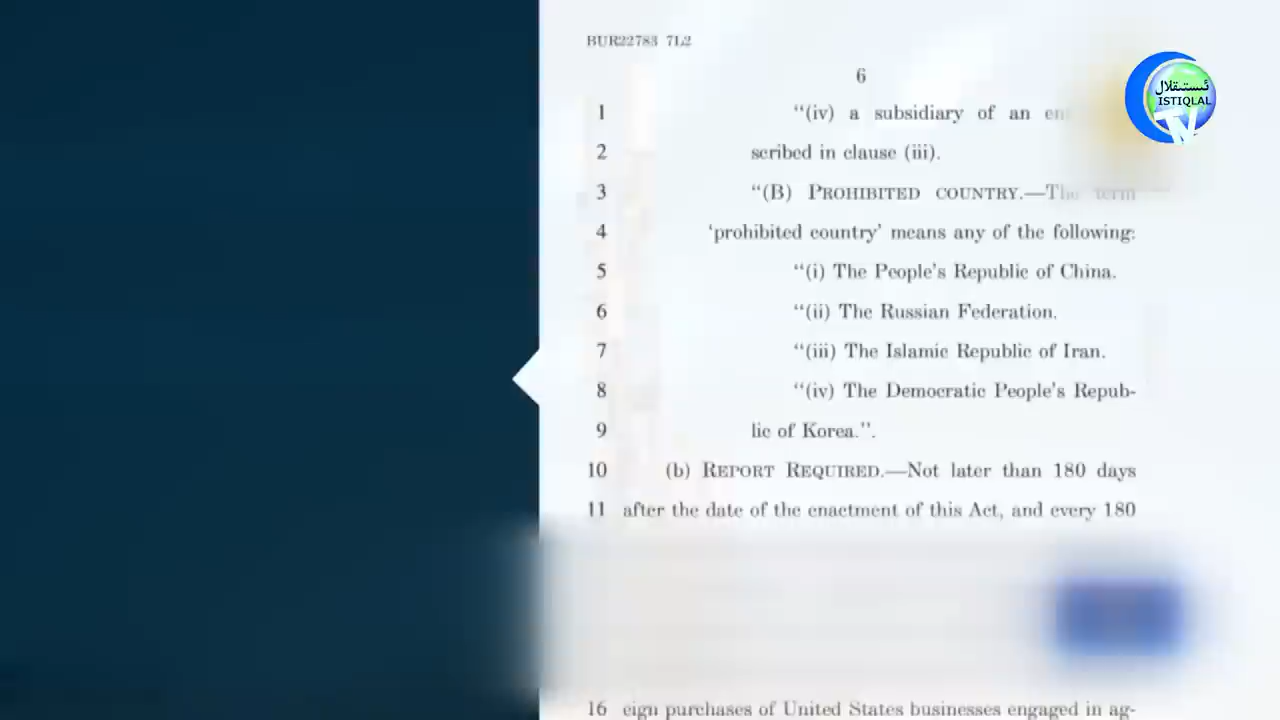 BUR22783 7L2
6
ئىستىقلال
ISTIQLAL
TV
1 “(iv) a subsidiary of an
2 scribed in clause (iii).
3 “(B) PROHIBITED COUNTRY.—The term
4 ‘prohibited country’ means any of the following:
5 “(i) The People’s Republic of China.
6 “(ii) The Russian Federation.
7 “(iii) The Islamic Republic of Iran.
8 “(iv) The Democratic People’s Repub-
9 lic of Korea.”.
10 (b) REPORT REQUIRED.—Not later than 180 days
11 after the date of the enactment of this Act, and every 180
16 eign purchases of United States businesses engaged in ag-